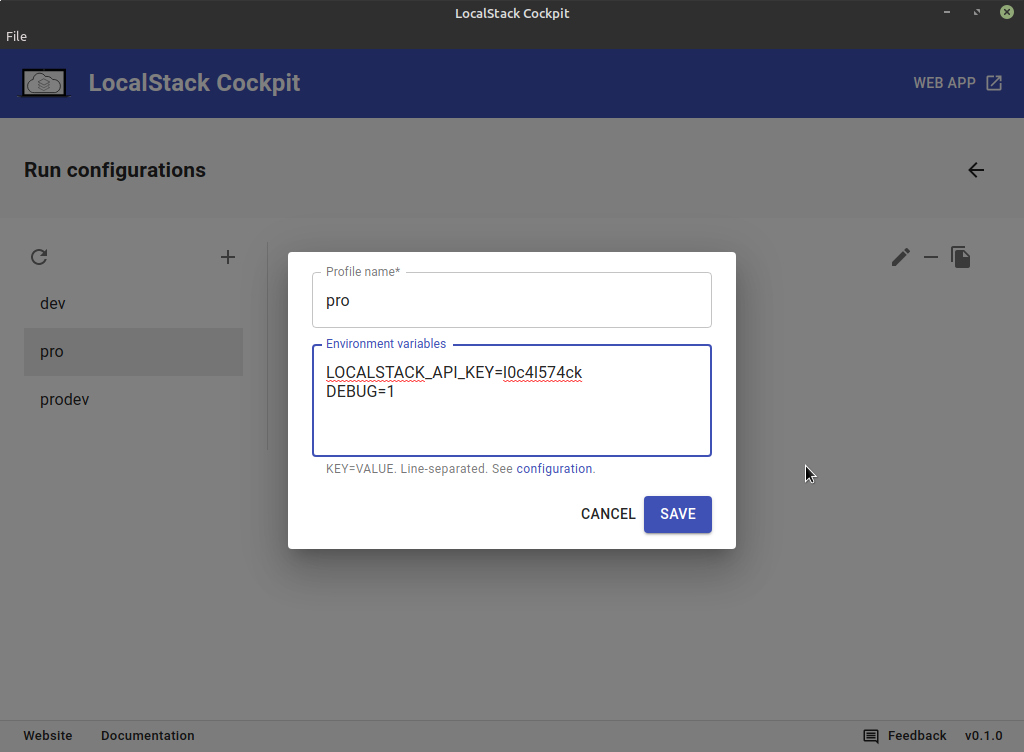 LocalStack Cockpit
File
LocalStack Cockpit
WEB APP
Run configurations
dev
pro
prodev
Profile name*
pro
Environment variables
LOCALSTACK_API_KEY=l0c4l574ck
DEBUG=1
KEY=VALUE. Line-separated. See configuration.
CANCEL SAVE
Website Documentation Feedback v0.1.0